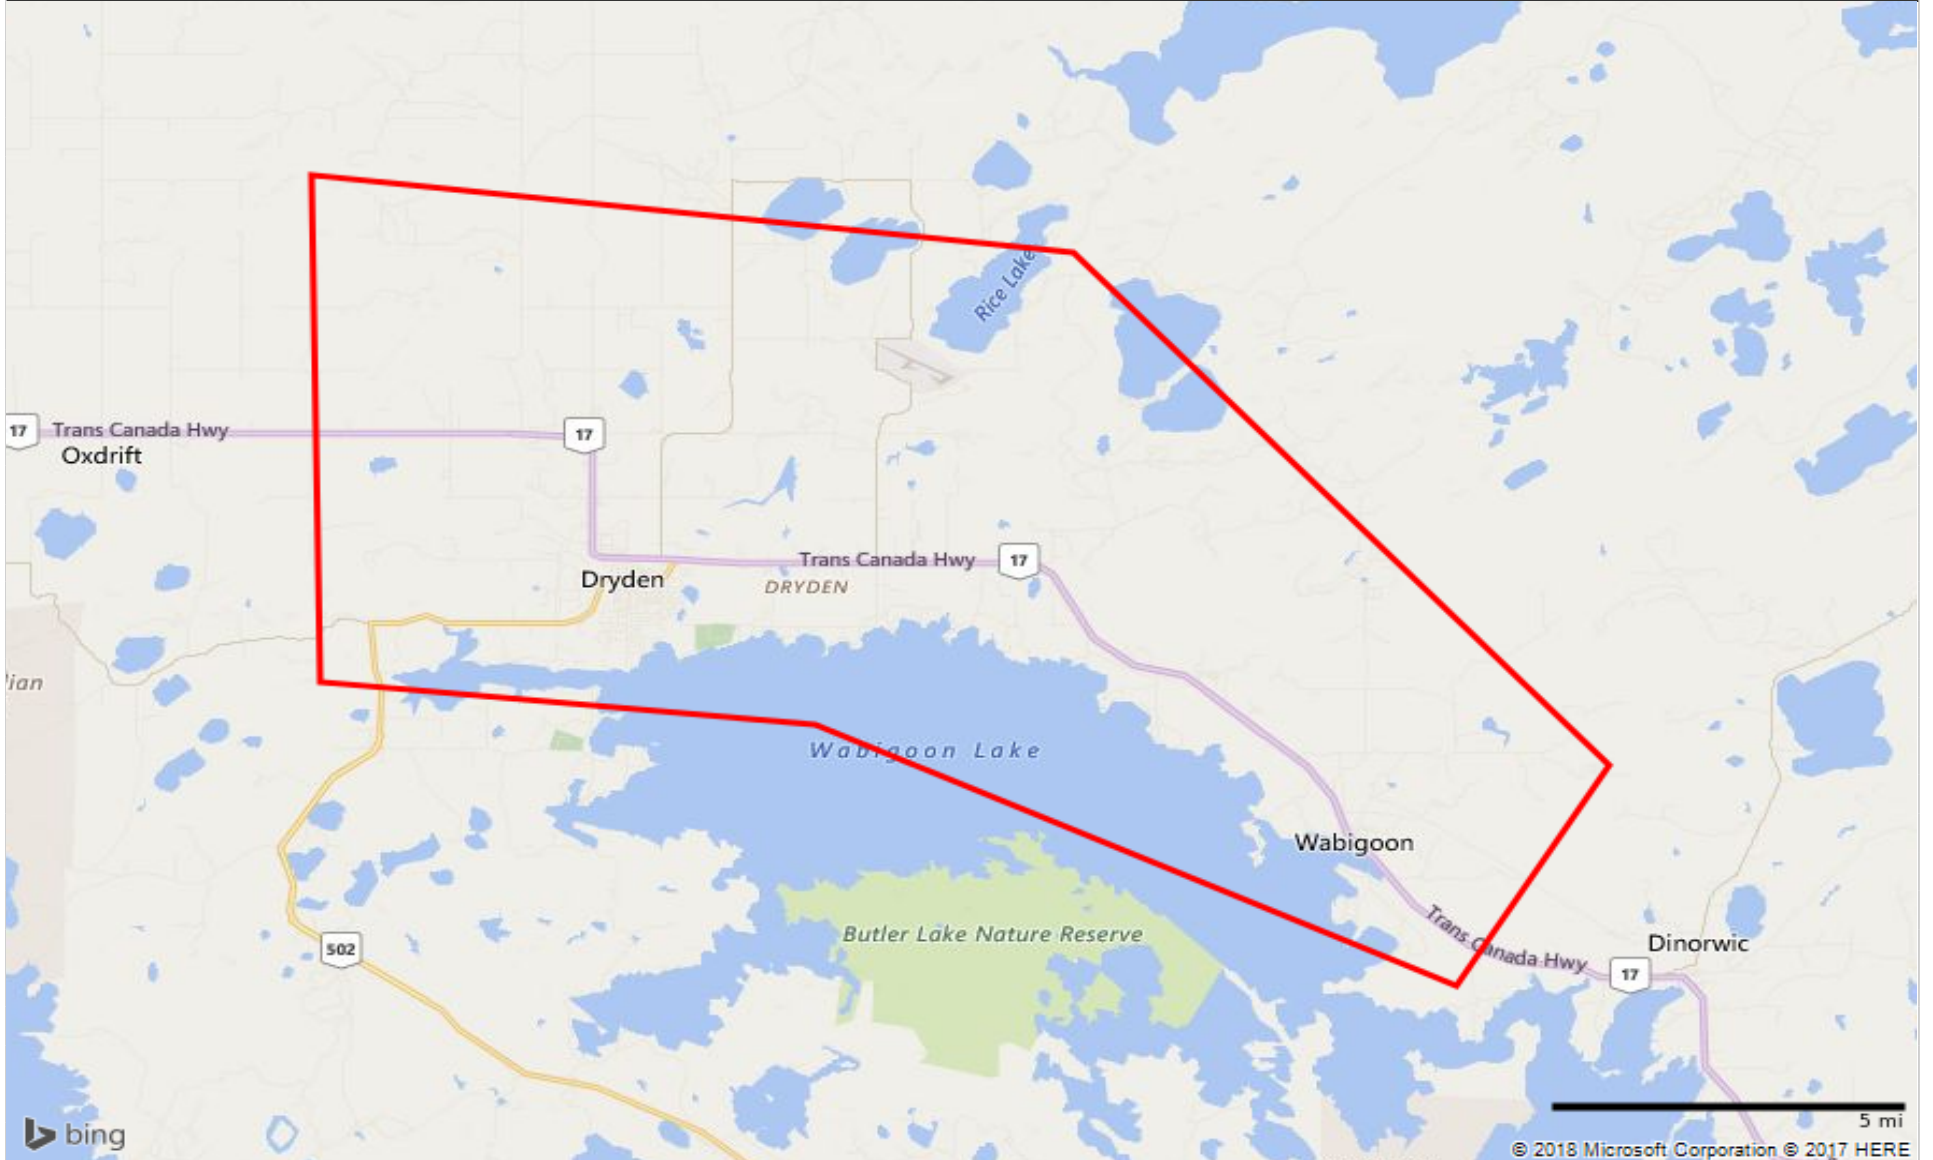 Rice Lake
17
Trans Canada Hwy
17
Oxdrift
Trans Canada Hwy
17
Dryden
DRYDEN
Wabigoon Lake
Wabigoon
502
Butler Lake Nature Reserve
Trans Canada Hwy
Dinorwic
17
5 mi
bing
© 2018 Microsoft Corporation © 2017 HERE